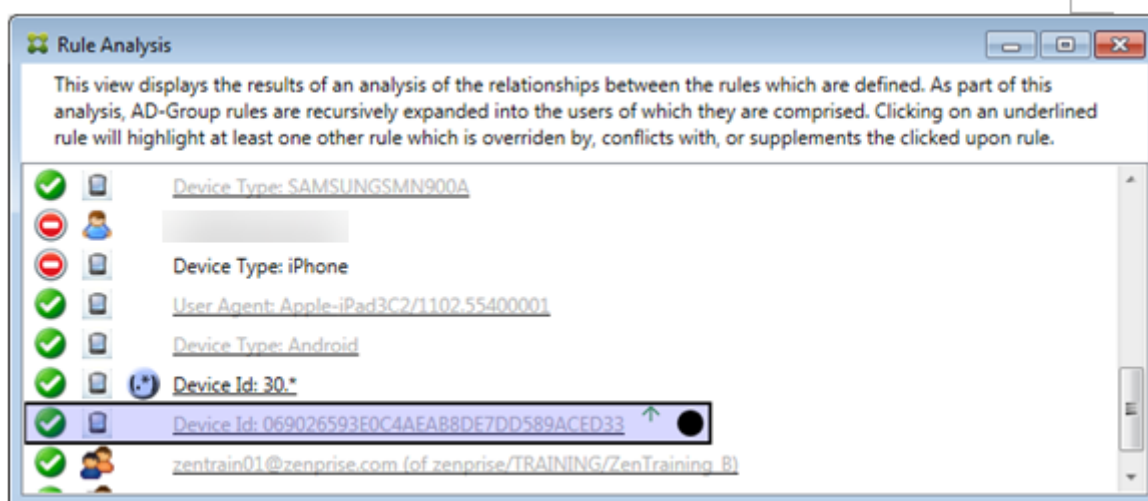 Rule Analysis
This view displays the results of an analysis of the relationships between the rules which are defined. As part of this
analysis, AD-Group rules are recursively expanded into the users of which they are comprised. Clicking on an underlined
rule will highlight at least one other rule which is overriden by, conflicts with, or supplements the clicked upon rule.
Device Type: SAMSUNGSMN900A
Device Type: iPhone
User Agent: Apple-iPad3C2/1102.55400001
Device Type: Android
(.*) Device Id: 30.*
Device Id: 069026593E0C4AEAB8DE7DD589ACED33
zentrain01@zenprise.com (of zenprise/TRAINING/ZenTraining B)